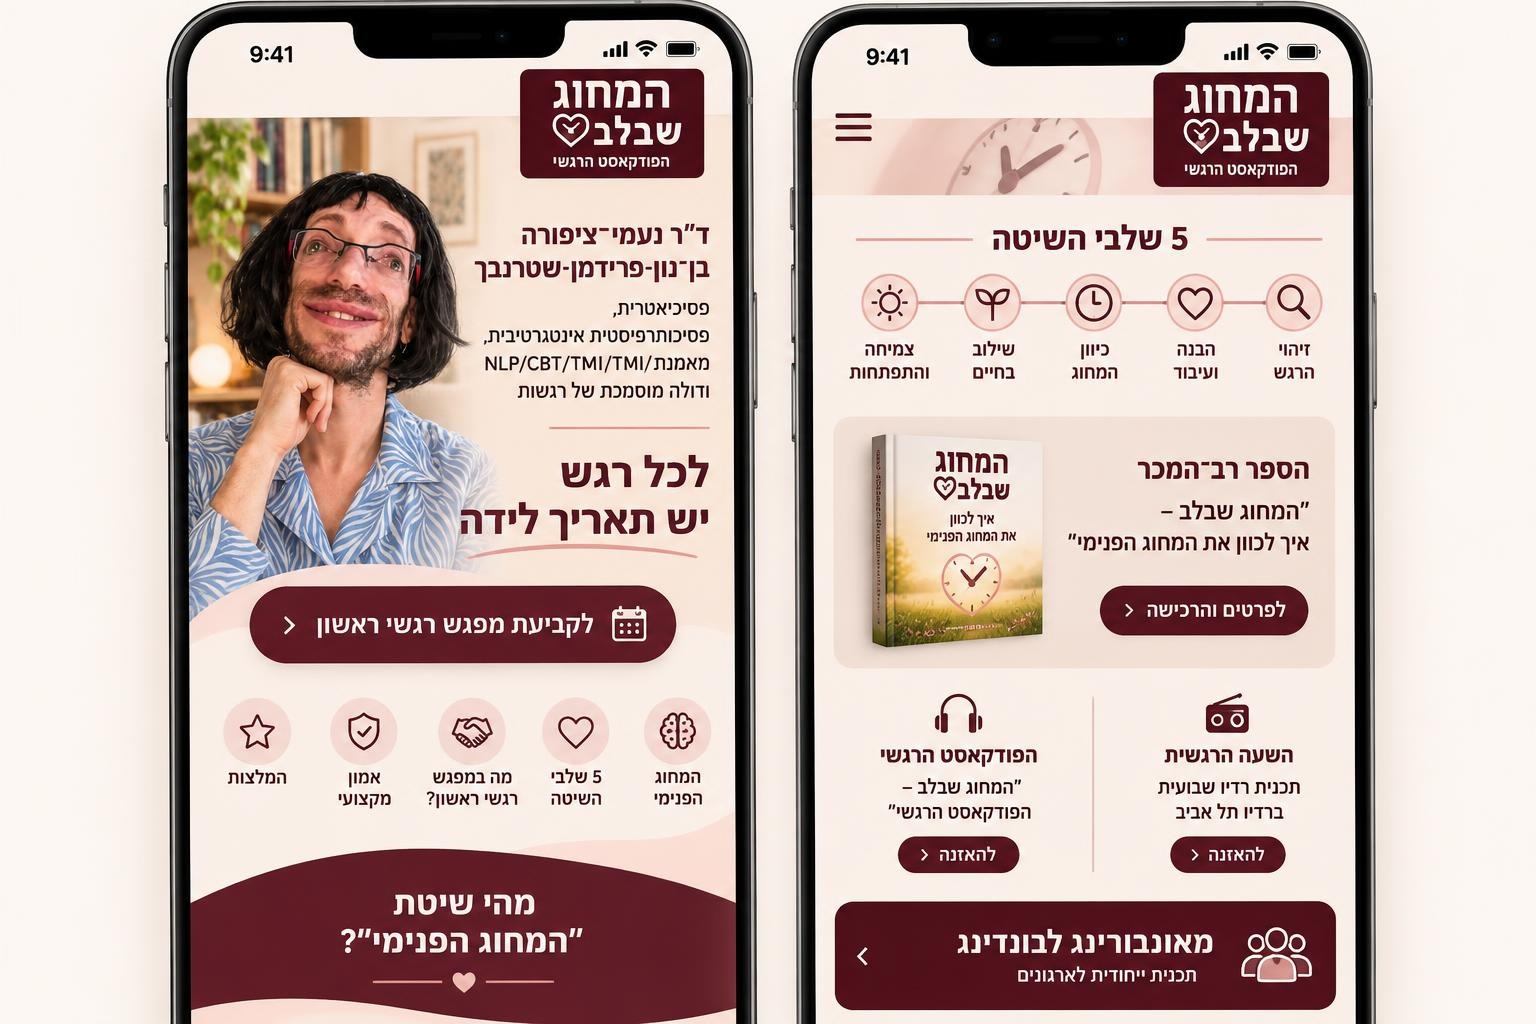 9:41
המחוג
שבלב
הפודקאסט הרגשי
ד״ר נעמי־ציפורה
בן־נון-פרידמן-שטרנבך
פסיכיאטרית,
פסיכותרפיסטית אינטגרטיבית,
מאמנת/NLP/CBT/TMI/TMI
ודולה מוסמכת של רגשות
לכל רגש
יש תאריך לידה
לקביעת מפגש רגשי ראשון
המחוג
הפנימי
5 שלבי
השיטה
מה במפגש
רגשי ראשון?
אמון
מקצועי
המלצות
מהי שיטת
״המחוג הפנימי״?
9:41
המחוג
שבלב
הפודקאסט הרגשי
5 שלבי השיטה
זיהוי
הרגש
הבנה
ועיבוד
כיוון
המחוג
שילוב
בחיים
צמיחה
והתפתחות
הספר רב־המכר
״המחוג שבלב –
איך לכוון את המחוג הפנימי״
לפרטים והרכישה
המחוג
שבלב
איך לכוון
את המחוג הפנימי
השעה הרגשית
תכנית רדיו שבועית
ברדיו תל אביב
להאזנה
הפודקאסט הרגשי
״המחוג שבלב –
הפודקאסט הרגשי״
להאזנה
מאונבורינג לבונדינג
תכנית ייחודית לארגונים